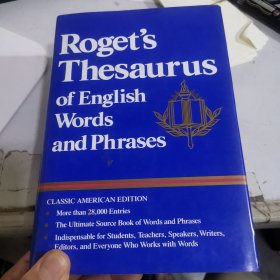 Roget's
Thesaurus
of English
Words
and Phrases
CLASSIC AMERICAN EDITION
More than 28,000 Entries
The Ultimate Source Book of Words and Phrases
Indispensable for Students, Teachers, Speakers, Writers,
Editors, and Everyone Who Works with Words